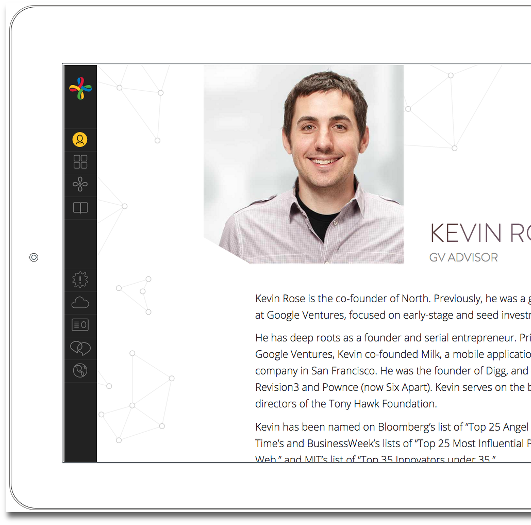 KEVIN RO
GV ADVISOR
Kevin Rose is the co-founder of North. Previously, he was a g
at Google Ventures, focused on early-stage and seed investm
He has deep roots as a founder and serial entrepreneur. Pri
Google Ventures, Kevin co-founded Milk, a mobile applicatio
company in San Francisco. He was the founder of Digg, and
Revision3 and Pownce (now Six Apart). Kevin serves on the b
directors of the Tony Hawk Foundation.
Kevin has been named on Bloomberg's list of "Top 25 Angel
Time's and BusinessWeek's lists of "Top 25 Most Influential P
Web," and MIT's list of "Top 35 Innovators under 35."